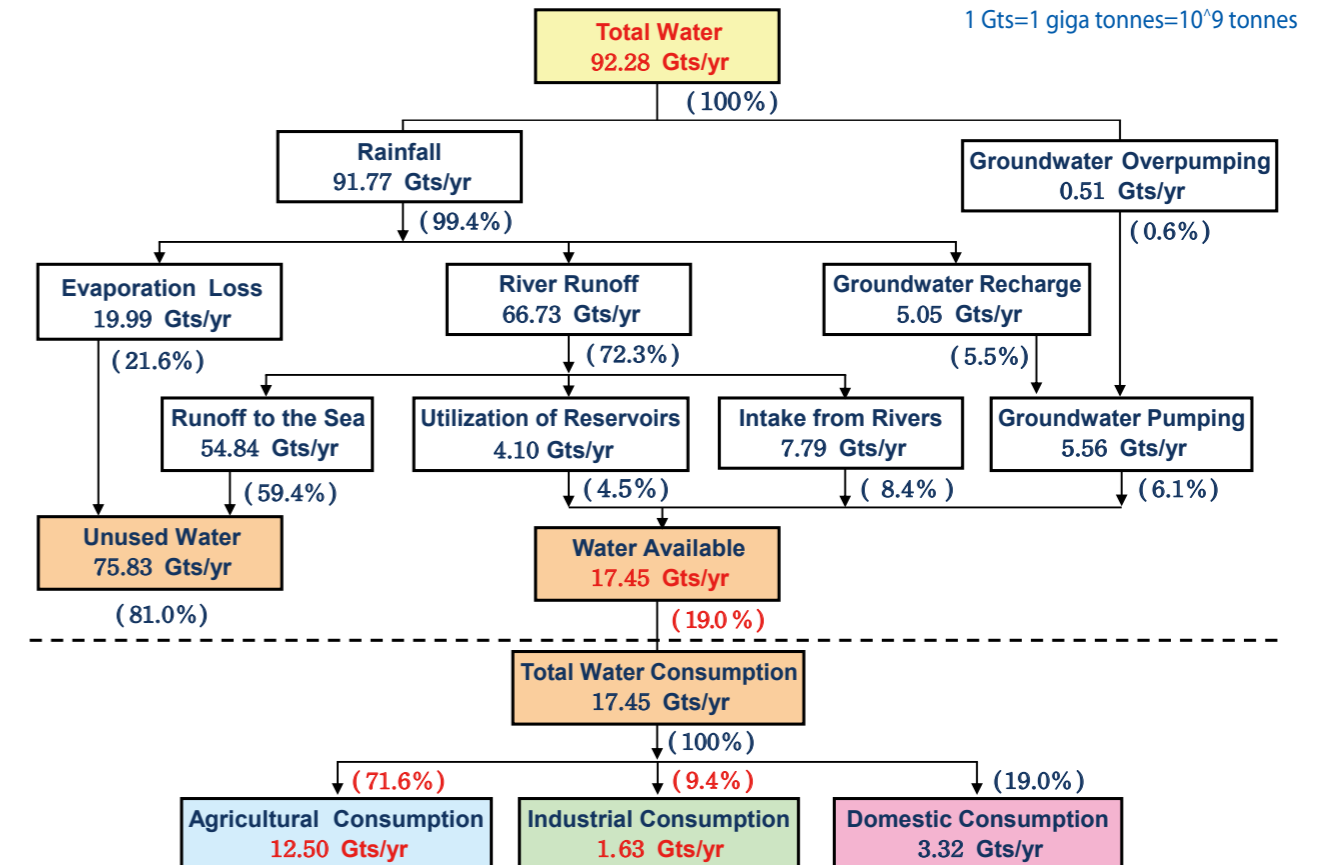 1 Gts=1 giga tonnes=10^9 tonnes
Total Water
92.28 Gts/yr
(100%)
Rainfall
91.77 Gts/yr
(99.4%)
Groundwater Overpumping
0.51 Gts/yr
(0.6%)
Evaporation Loss
19.99 Gts/yr
(21.6%)
River Runoff
66.73 Gts/yr
(72.3%)
Groundwater Recharge
5.05 Gts/yr
(5.5%)
Runoff to the Sea
54.84 Gts/yr
(59.4%)
Utilization of Reservoirs
4.10 Gts/yr
(4.5%)
Intake from Rivers
7.79 Gts/yr
(8.4%)
Groundwater Pumping
5.56 Gts/yr
(6.1%)
Unused Water
75.83 Gts/yr
(81.0%)
Water Available
17.45 Gts/yr
(19.0%)
Total Water Consumption
17.45 Gts/yr
(100%)
(71.6%)
Agricultural Consumption
12.50 Gts/yr
(9.4%)
Industrial Consumption
1.63 Gts/yr
(19.0%)
Domestic Consumption
3.32 Gts/yr